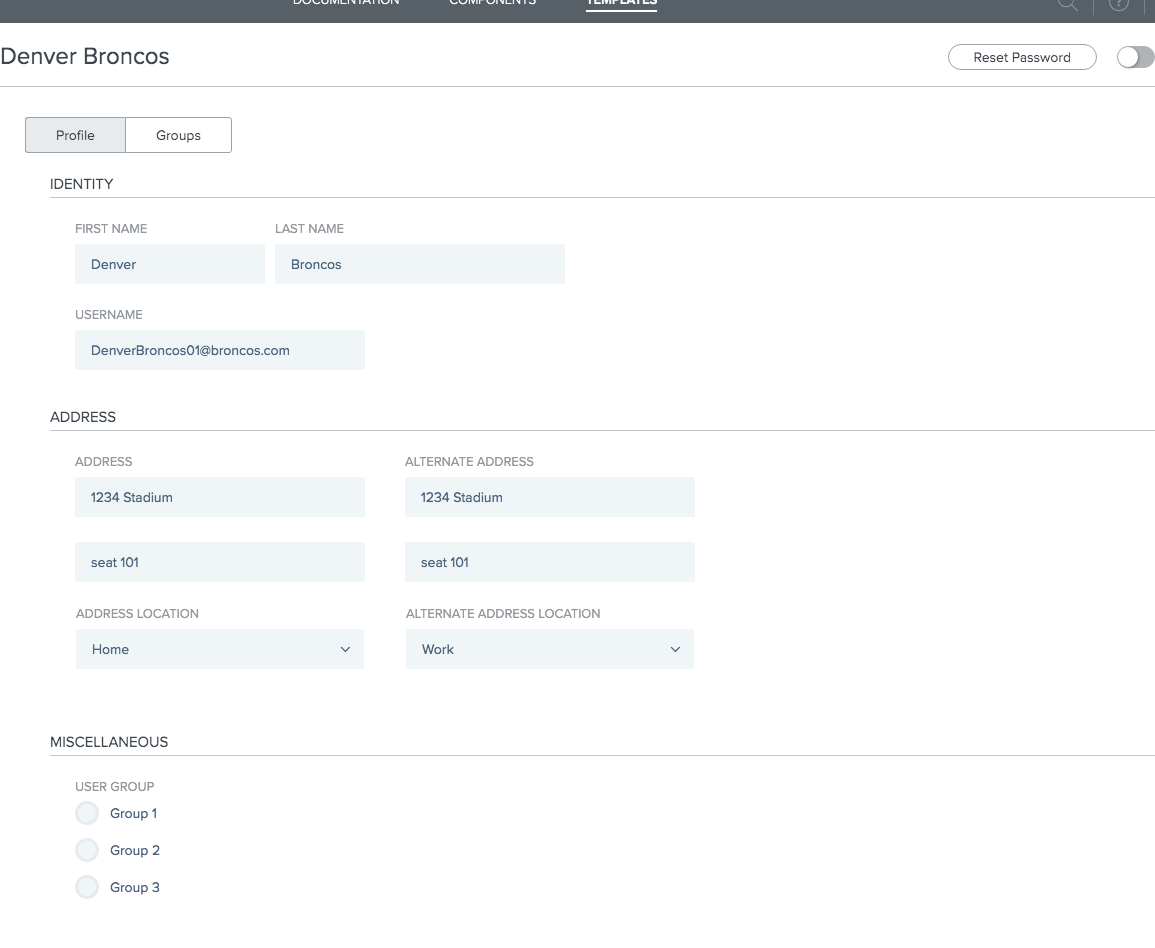 DOCUMENTATION COMPONENTS TEMPLATES
Denver Broncos
Reset Password
Profile Groups
IDENTITY
FIRST NAME LAST NAME
Denver Broncos
USERNAME
DenverBroncos01@broncos.com
ADDRESS
ADDRESS ALTERNATE ADDRESS
1234 Stadium 1234 Stadium
seat 101 seat 101
ADDRESS LOCATION ALTERNATE ADDRESS LOCATION
Home Work
MISCELLANEOUS
USER GROUP
Group 1
Group 2
Group 3